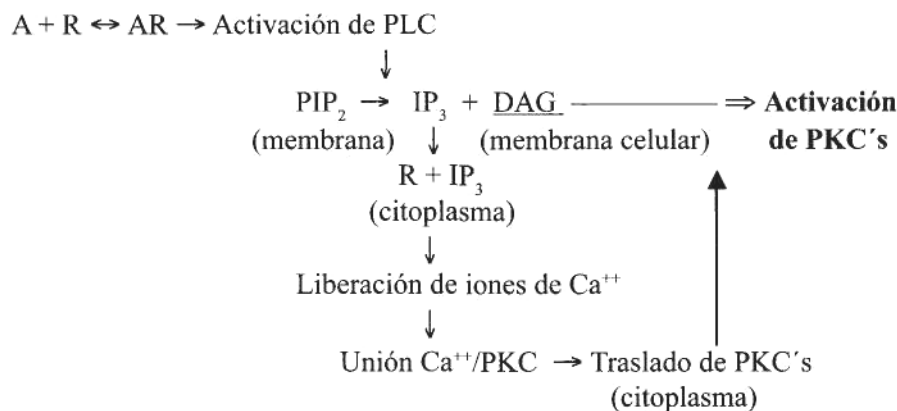 A + R ↔ AR → Activación de PLC
↓
PIP₂ → IP₃ + DAG ⇒ Activación
(membrana) ↓ (membrana celular) de PKC´s
R + IP₃
(citoplasma)
↓
Liberación de iones de Ca⁺⁺
↓
Unión Ca⁺⁺/PKC → Traslado de PKC´s
(citoplasma)